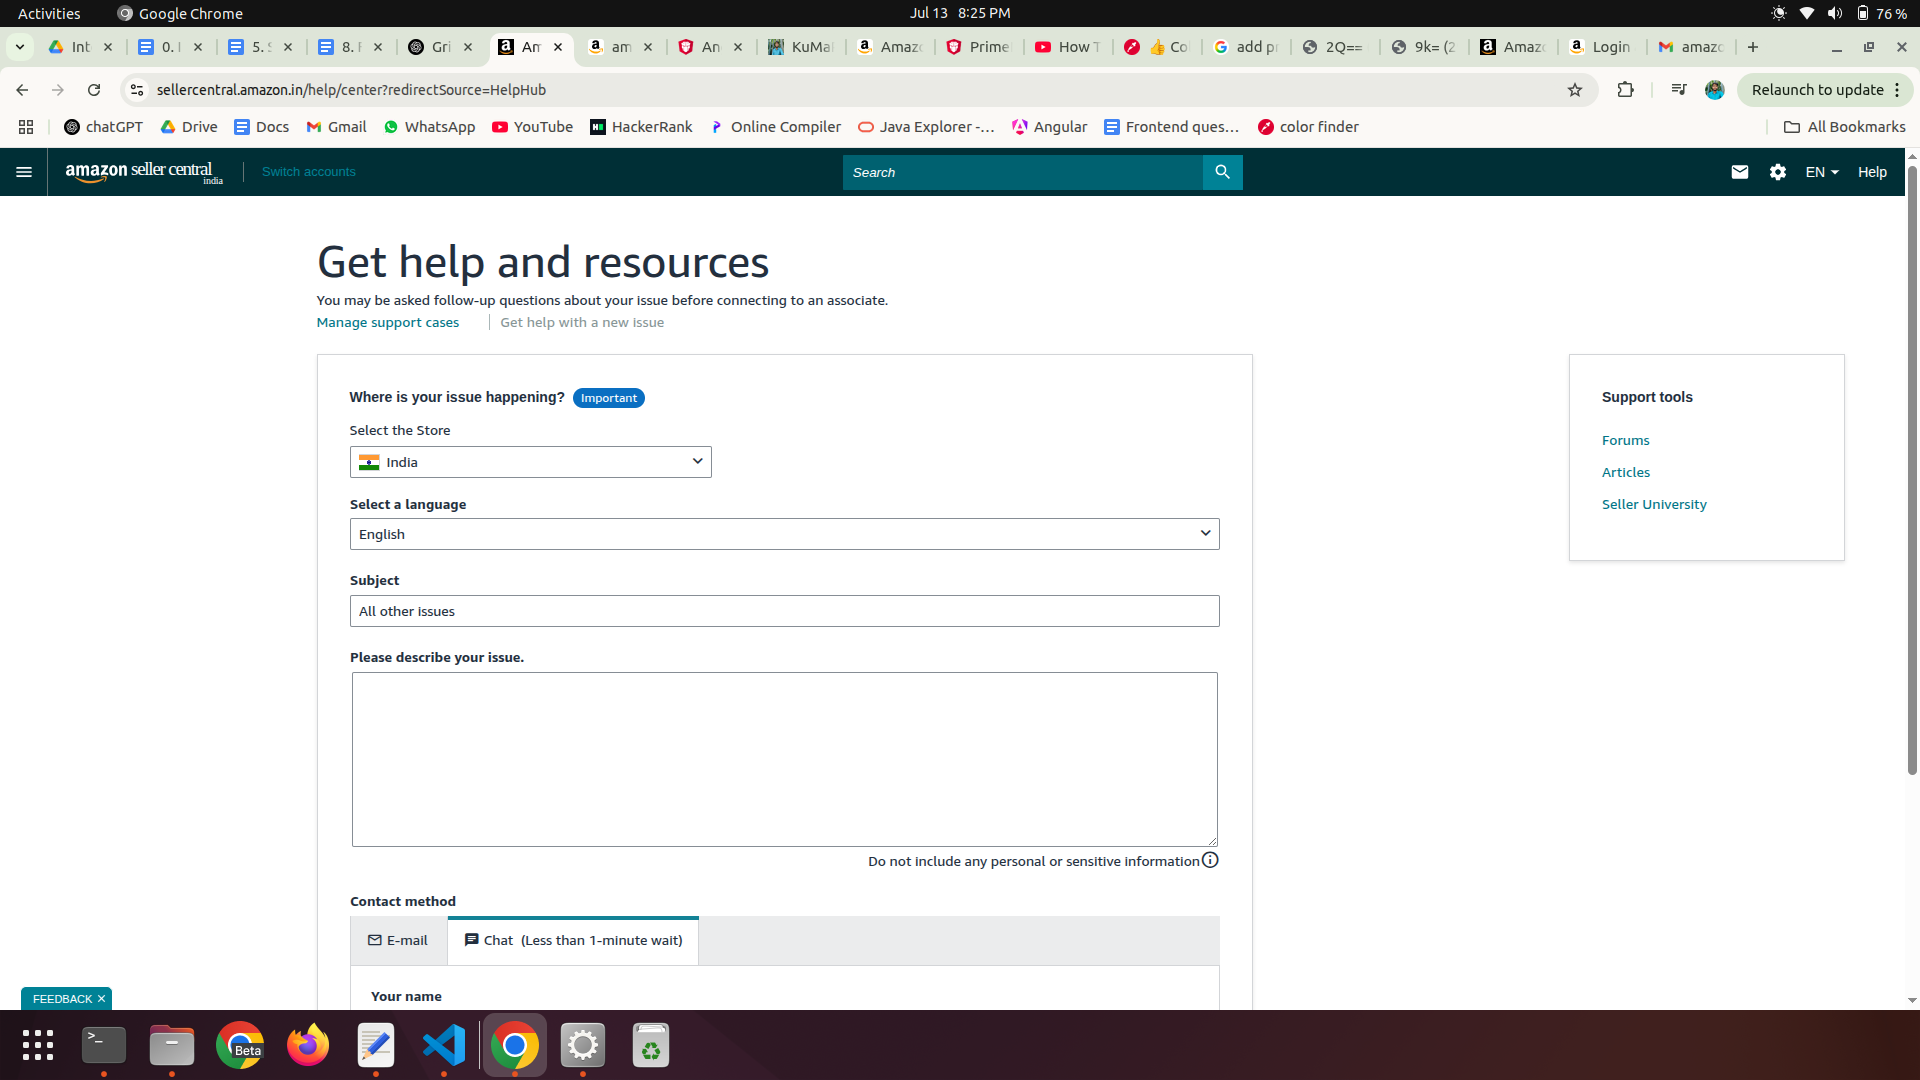 Activities
Google Chrome
Jul 13 8:25 PM
76 %
Int
0. I
5. S
8. F
Gri
Am
am
An
KuMa
Amazo
Prime
How T
👍 Co
add p
2Q==
9k= (2
Amazo
Login
amazo
sellercentral.amazon.in/help/center?redirectSource=HelpHub
Relaunch to update
chatGPT
Drive
Docs
Gmail
WhatsApp
YouTube
HackerRank
Online Compiler
Java Explorer -...
Angular
Frontend ques...
color finder
All Bookmarks
amazon seller central
india
Switch accounts
Search
EN
Help
Get help and resources
You may be asked follow-up questions about your issue before connecting to an associate.
Manage support cases
Get help with a new issue
Where is your issue happening?
Important
Select the Store
India
Select a language
English
Subject
All other issues
Please describe your issue.
Do not include any personal or sensitive information
Contact method
E-mail
Chat (Less than 1-minute wait)
Your name
Support tools
Forums
Articles
Seller University
FEEDBACK
Beta